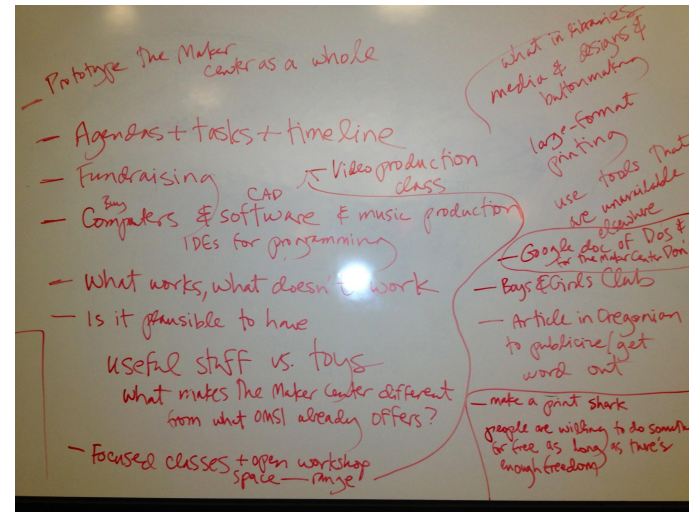 — Prototype The Maker
Center as a whole
— Agendas + tasks + timeline
— Fundraising
Video production
class
CAD
Buy
— Computers & software & music production
IDEs for programming
— What works, what doesn't work
— Is it plausible to have
useful stuff vs. toys
what makes The Maker Center different
from what OMSI already offers?
— Focused classes + open workshop
space — range
what in libraries
media & designs &
buttonmaking
large-format
printing
use tools that
are unavailable
elsewhere
— Google doc of Dos &
for The Maker Center Don'
— Boys & Girls Club
— Article in Oregonian
to publicize/get
word out
— make a print shark
people are willing to do somethin
for free as long as there's
enough freedom